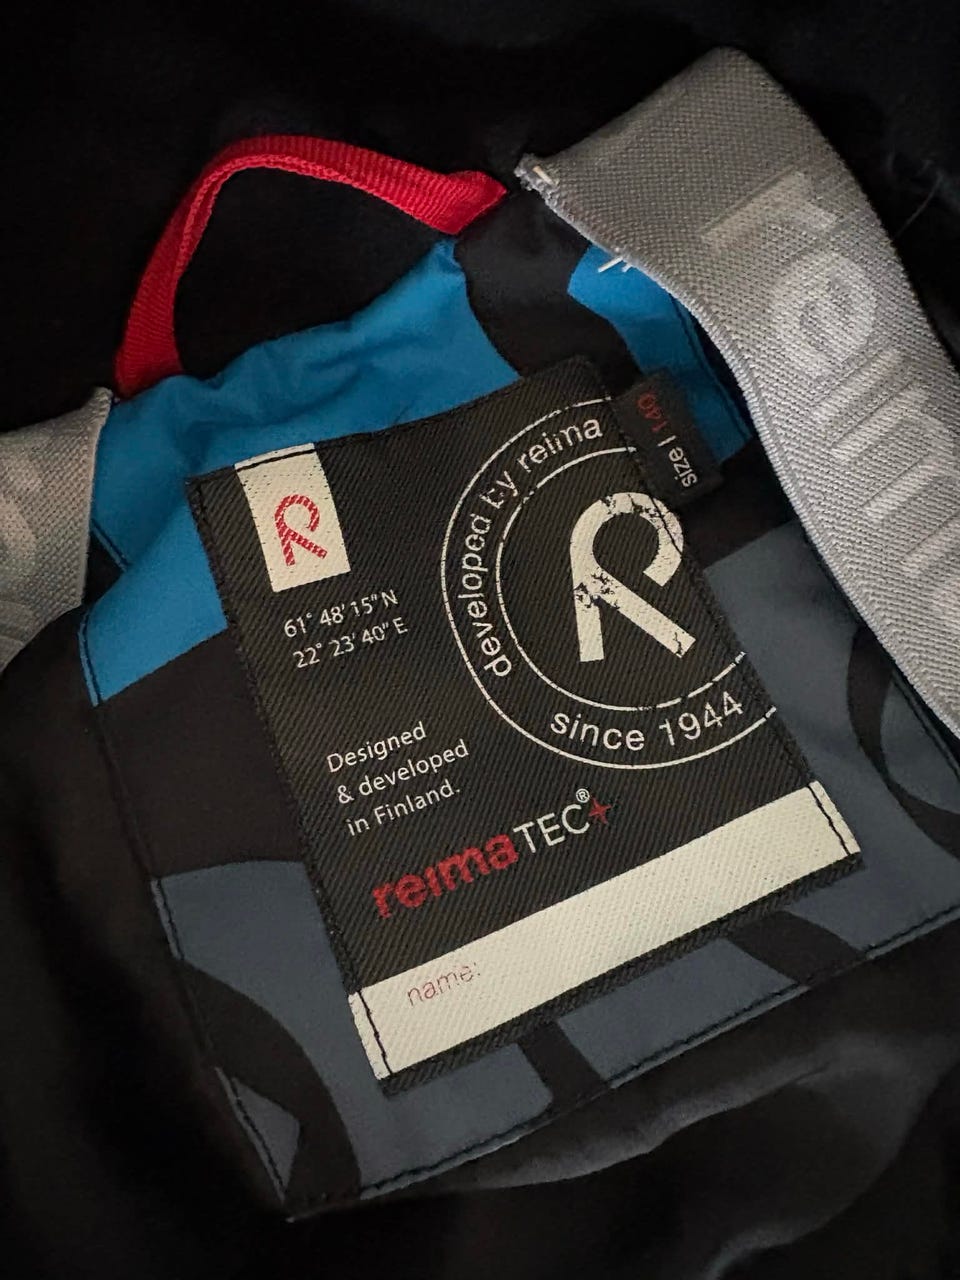 reima
size | 140
developed by reima
61° 48' 15" N
22° 23' 40" E
since 1944
Designed
& developed
in Finland.
reimaTEC®+
name: